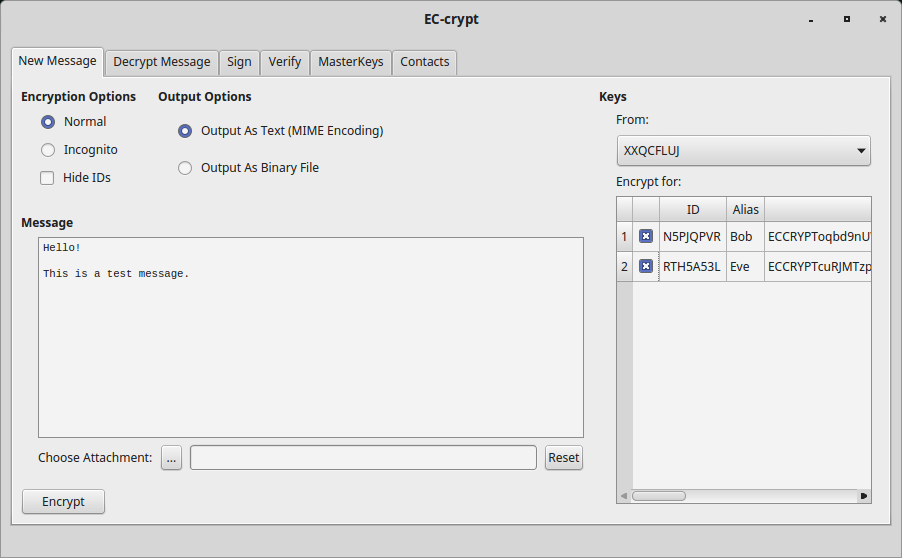 EC-crypt
New Message Decrypt Message Sign Verify MasterKeys Contacts
Encryption Options
Normal
Incognito
Hide IDs
Output Options
Output As Text (MIME Encoding)
Output As Binary File
Message
Hello!
This is a test message.
Choose Attachment: ... Reset
Encrypt
Keys
From:
XXQCFLUJ
Encrypt for:
ID Alias
1 N5PJQPVR Bob ECCRYPToqbd9nU
2 RTH5A53L Eve ECCRYPTcuRJMTzp